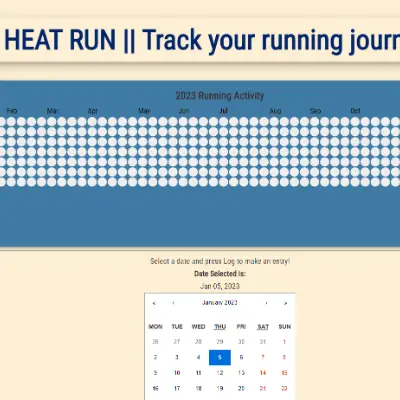 HEAT RUN || Track your running journ
2023 Running Activity
Feb Mar Apr May Jun Jul Aug Sep Oct
Select a date and press Log to make an entry!
Date Selected is:
Jan 05, 2023
« ‹ January 2023 › »
MON TUE WED THU FRI SAT SUN
26 27 28 29 30 31 1
2 3 4 5 6 7 8
9 10 11 12 13 14 15
16 17 18 19 20 21 22